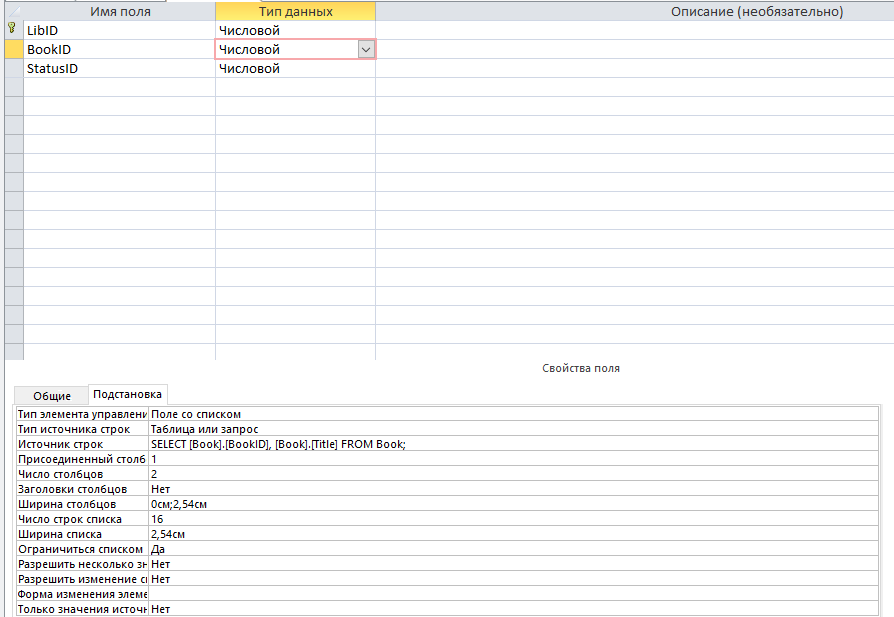 Имя поля Тип данных Описание (необязательно)
LibID Числовой
BookID Числовой
StatusID Числовой
Свойства поля
Общие Подстановка
Тип элемента управлени Поле со списком
Тип источника строк Таблица или запрос
Источник строк SELECT [Book].[BookID], [Book].[Title] FROM Book;
Присоединенный столб 1
Число столбцов 2
Заголовки столбцов Нет
Ширина столбцов 0см;2,54см
Число строк списка 16
Ширина списка 2,54см
Ограничиться списком Да
Разрешить несколько зн Нет
Разрешить изменение сп Нет
Форма изменения элеме
Только значения источн Нет